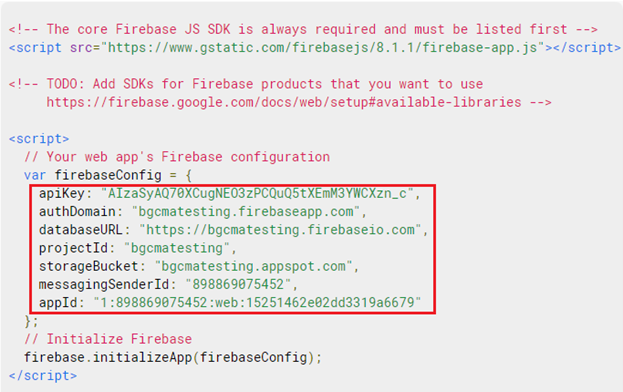 <!-- The core Firebase JS SDK is always required and must be listed first -->
<script src="https://www.gstatic.com/firebasejs/8.1.1/firebase-app.js"></script>
<!-- TODO: Add SDKs for Firebase products that you want to use
https://firebase.google.com/docs/web/setup#available-libraries -->
<script>
// Your web app's Firebase configuration
var firebaseConfig = {
apiKey: "AIzaSyAQ70XCugNEO3zPCQuQ5tXEmM3YWCXzn_c",
authDomain: "bgcmatesting.firebaseapp.com",
databaseURL: "https://bgcmatesting.firebaseio.com",
projectId: "bgcmatesting",
storageBucket: "bgcmatesting.appspot.com",
messagingSenderId: "898869075452",
appId: "1:898869075452:web:15251462e02dd3319a6679"
};
// Initialize Firebase
firebase.initializeApp(firebaseConfig);
</script>